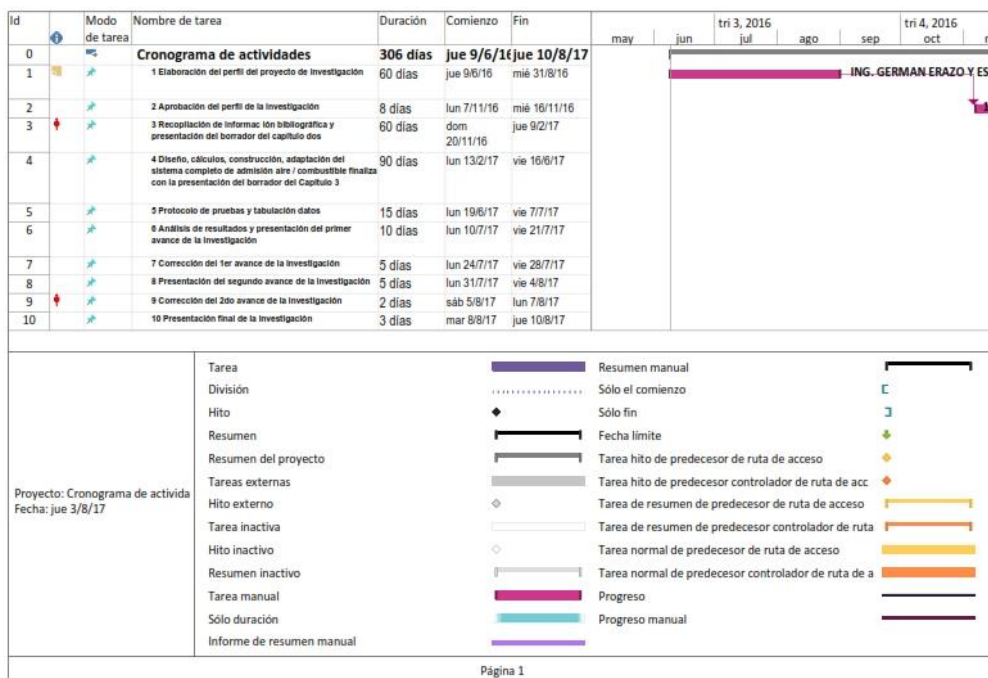 Id Modo de tarea Nombre de tarea Duración Comienzo Fin
tri 3, 2016 tri 4, 2016
may jun jul ago sep oct
0 Cronograma de actividades 306 días jue 9/6/16 jue 10/8/17
1 1 Elaboración del perfil del proyecto de investigación 60 días jue 9/6/16 mié 31/8/16
ING. GERMAN ERAZO Y ES
2 2 Aprobación del perfil de la investigación 8 días lun 7/11/16 mié 16/11/16
3 3 Recopilación de informac ión bibliográfica y 60 días dom jue 9/2/17
presentación del borrador del capítulo dos 20/11/16
4 4 Diseño, cálculos, construcción, adaptación del 90 días lun 13/2/17 vie 16/6/17
sistema completo de admisión aire / combustible finaliza
con la presentación del borrador del Capítulo 3
5 5 Protocolo de pruebas y tabulación datos 15 días lun 19/6/17 vie 7/7/17
6 6 Análisis de resultados y presentación del primer 10 días lun 10/7/17 vie 21/7/17
avance de la investigación
7 7 Corrección del 1er avance de la investigación 5 días lun 24/7/17 vie 28/7/17
8 8 Presentación del segundo avance de la investigación 5 días lun 31/7/17 vie 4/8/17
9 9 Corrección del 2do avance de la investigación 2 días sáb 5/8/17 lun 7/8/17
10 10 Presentación final de la investigación 3 días mar 8/8/17 jue 10/8/17
Proyecto: Cronograma de activida
Fecha: jue 3/8/17
Tarea
División
Hito
Resumen
Resumen del proyecto
Tareas externas
Hito externo
Tarea inactiva
Hito inactivo
Resumen inactivo
Tarea manual
Sólo duración
Informe de resumen manual
Resumen manual
Sólo el comienzo
Sólo fin
Fecha límite
Tarea hito de predecesor de ruta de acceso
Tarea hito de predecesor controlador de ruta de acc
Tarea de resumen de predecesor de ruta de acceso
Tarea de resumen de predecesor controlador de ruta
Tarea normal de predecesor de ruta de acceso
Tarea normal de predecesor controlador de ruta de a
Progreso
Progreso manual
Página 1